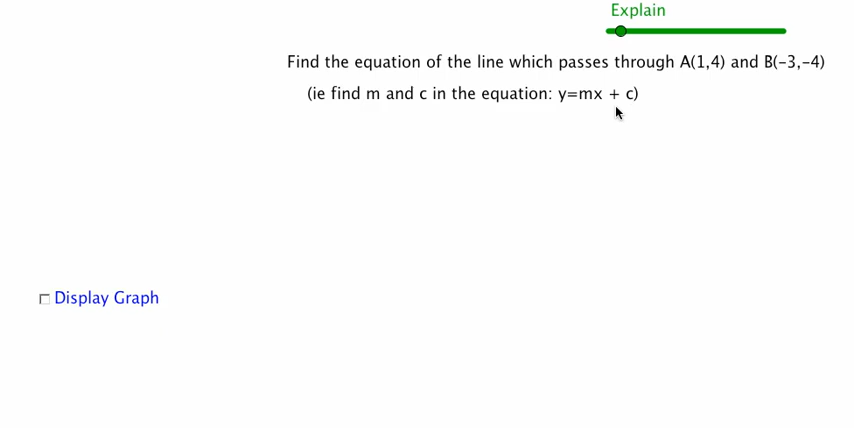 Explain
Find the equation of the line which passes through A(1,4) and B(−3,−4)
(ie find m and c in the equation: y=mx + c)
Display Graph